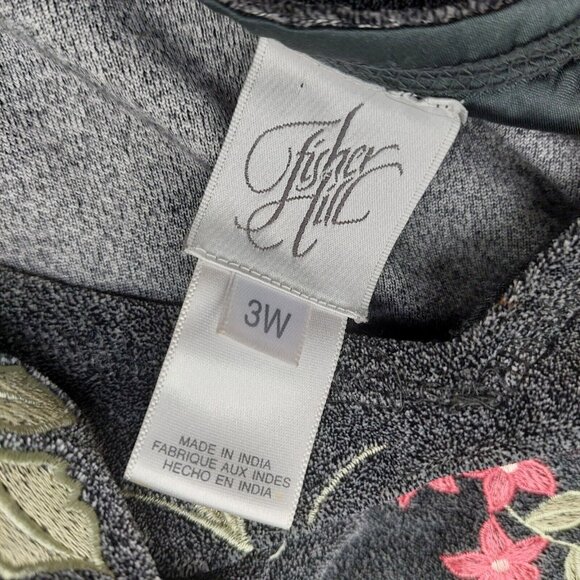 Fisher
Hill
3W
MADE IN INDIA
FABRIQUE AUX INDES
HECHO EN INDIA